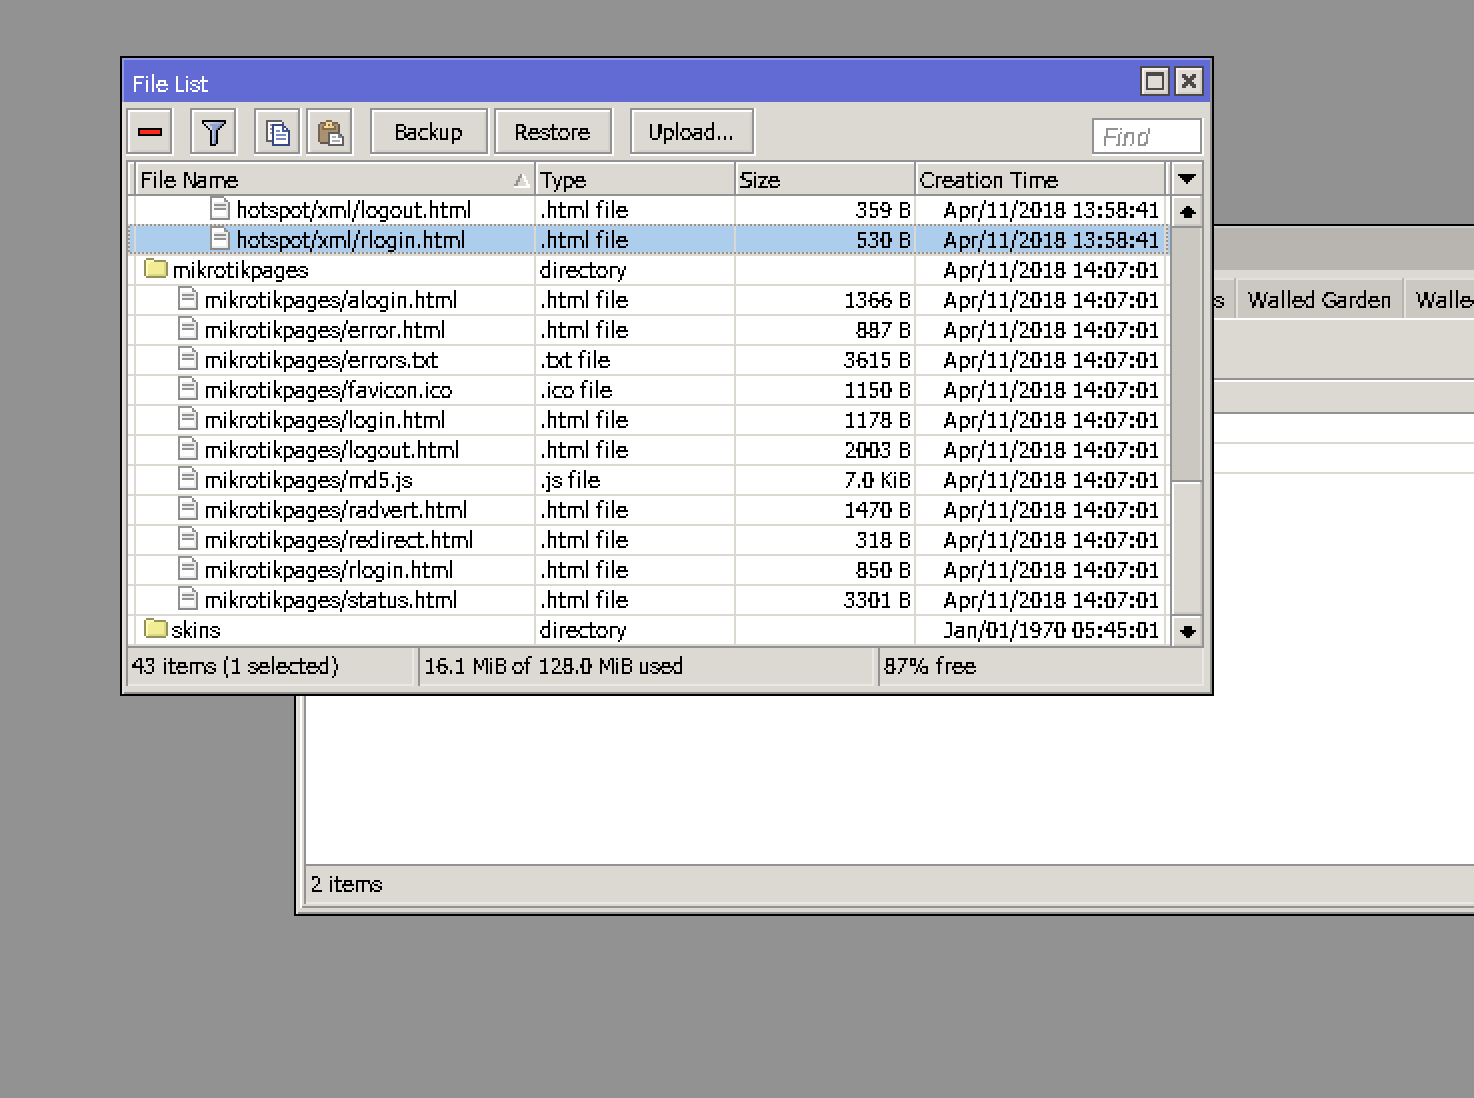 File List
Backup Restore Upload... Find
File Name Type Size Creation Time
hotspot/xml/logout.html .html file 359 B Apr/11/2018 13:58:41
hotspot/xml/rlogin.html .html file 530 B Apr/11/2018 13:58:41
mikrotikpages directory Apr/11/2018 14:07:01
mikrotikpages/alogin.html .html file 1366 B Apr/11/2018 14:07:01
mikrotikpages/error.html .html file 887 B Apr/11/2018 14:07:01
mikrotikpages/errors.txt .txt file 3615 B Apr/11/2018 14:07:01
mikrotikpages/favicon.ico .ico file 1150 B Apr/11/2018 14:07:01
mikrotikpages/login.html .html file 1178 B Apr/11/2018 14:07:01
mikrotikpages/logout.html .html file 2003 B Apr/11/2018 14:07:01
mikrotikpages/md5.js .js file 7.0 KiB Apr/11/2018 14:07:01
mikrotikpages/radvert.html .html file 1470 B Apr/11/2018 14:07:01
mikrotikpages/redirect.html .html file 318 B Apr/11/2018 14:07:01
mikrotikpages/rlogin.html .html file 850 B Apr/11/2018 14:07:01
mikrotikpages/status.html .html file 3301 B Apr/11/2018 14:07:01
skins directory Jan/01/1970 05:45:01
43 items (1 selected) 16.1 MiB of 128.0 MiB used 87% free
s Walled Garden Walle
2 items